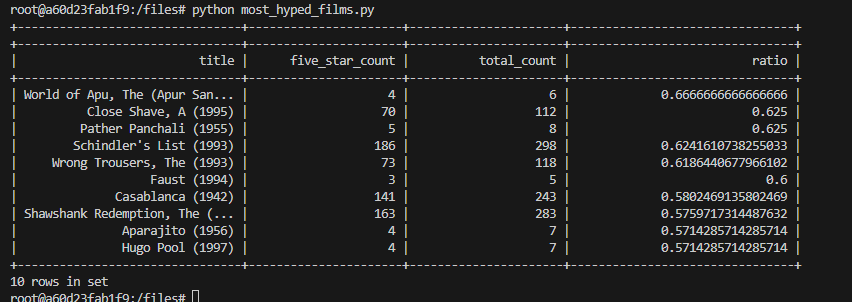 root@a60d23fab1f9:/files# python most_hyped_films.py
+----------------------------+---------------------+---------------------+-----------------------------+
| title | five_star_count | total_count | ratio |
+----------------------------+---------------------+---------------------+-----------------------------+
| World of Apu, The (Apur San... | 4 | 6 | 0.6666666666666666 |
| Close Shave, A (1995) | 70 | 112 | 0.625 |
| Pather Panchali (1955) | 5 | 8 | 0.625 |
| Schindler's List (1993) | 186 | 298 | 0.6241610738255033 |
| Wrong Trousers, The (1993) | 73 | 118 | 0.6186440677966102 |
| Faust (1994) | 3 | 5 | 0.6 |
| Casablanca (1942) | 141 | 243 | 0.5802469135802469 |
| Shawshank Redemption, The (... | 163 | 283 | 0.5759717314487632 |
| Aparajito (1956) | 4 | 7 | 0.5714285714285714 |
| Hugo Pool (1997) | 4 | 7 | 0.5714285714285714 |
+----------------------------+---------------------+---------------------+-----------------------------+
10 rows in set
root@a60d23fab1f9:/files#